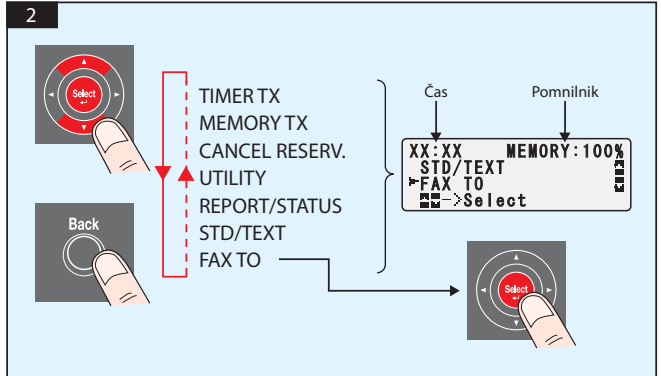 2
Select
TIMER TX
MEMORY TX
CANCEL RESERV.
UTILITY
REPORT/STATUS
STD/TEXT
FAX TO
Back
Čas
Pomnilnik
XX:XX MEMORY:100%
STD/TEXT
FAX TO
->Select
Select